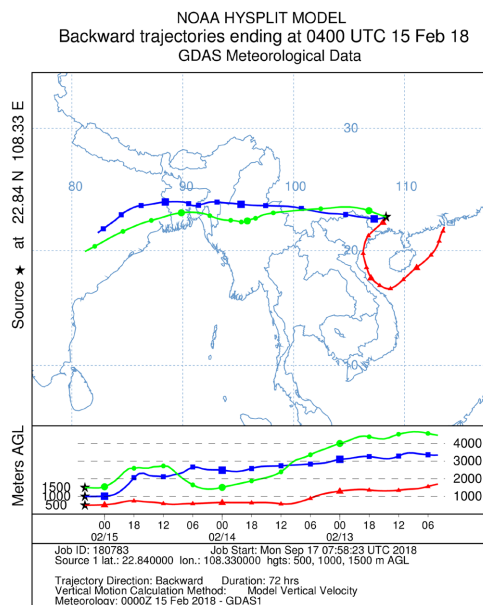 NOAA HYSPLIT MODEL
Backward trajectories ending at 0400 UTC 15 Feb 18
GDAS Meteorological Data
Source ★ at 22.84 N 108.33 E
30
80 90 100 110
20
10
Meters AGL
4000
3000
2000
1000
1500
1000
500
00 18 12 06 00 18 12 06 00 18 12 06
02/15 02/14 02/13
Job ID: 180783 Job Start: Mon Sep 17 07:58:23 UTC 2018
Source 1 lat.: 22.840000 lon.: 108.330000 hgts: 500, 1000, 1500 m AGL
Trajectory Direction: Backward Duration: 72 hrs
Vertical Motion Calculation Method: Model Vertical Velocity
Meteorology: 0000Z 15 Feb 2018 - GDAS1